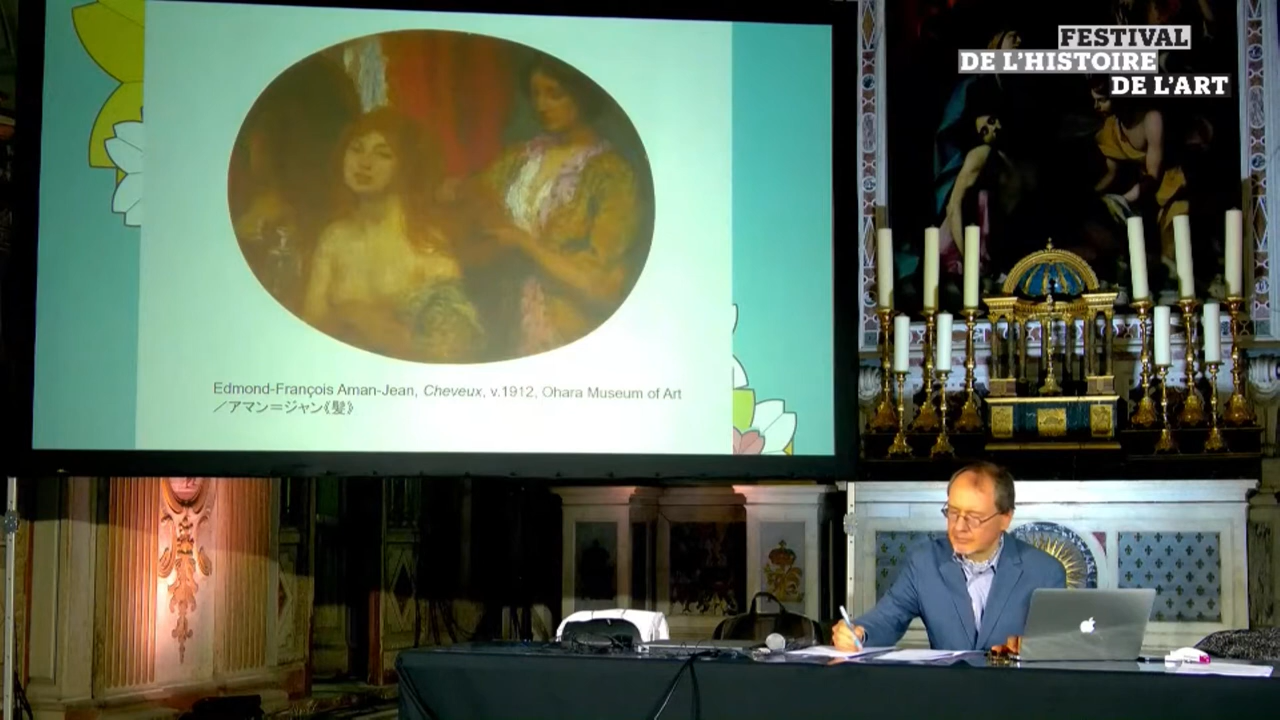 FESTIVAL
DE L'HISTOIRE
DE L'ART
Edmond-François Aman-Jean, Cheveux, v.1912, Ohara Museum of Art
／アマン＝ジャン《髪》